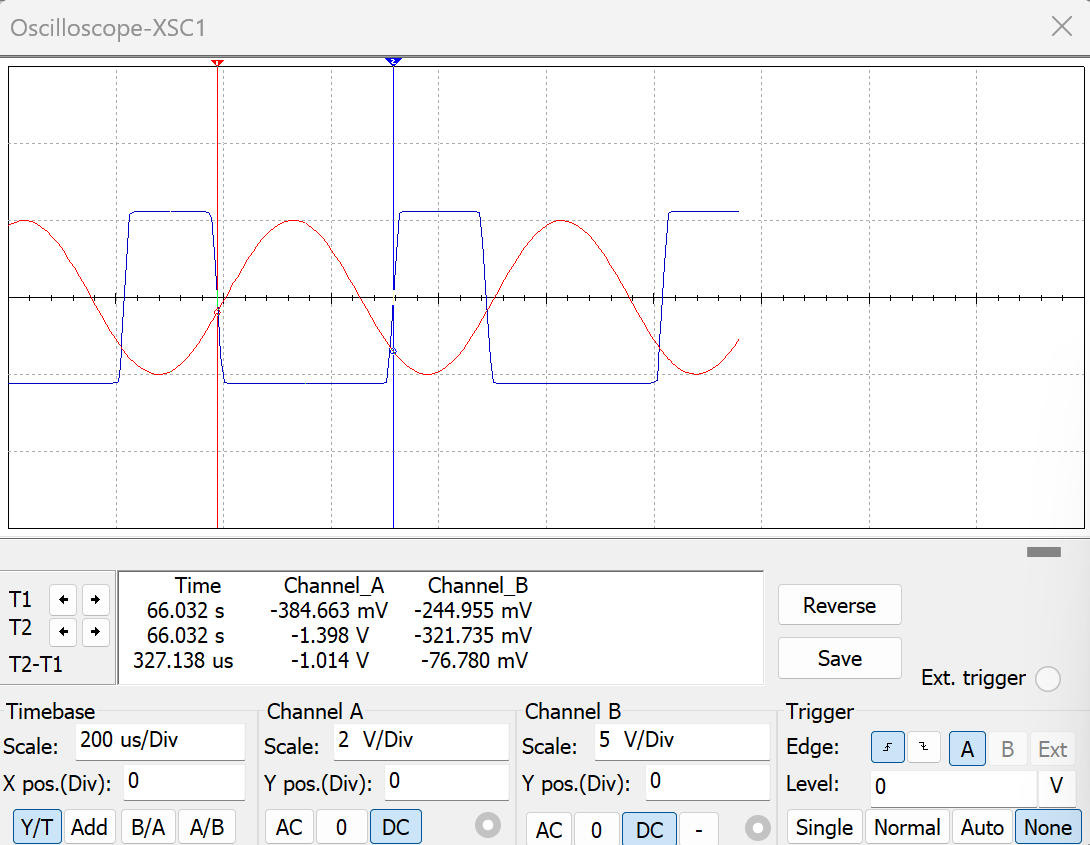 Oscilloscope-XSC1
1 2
Time Channel_A Channel_B
T1 66.032 s -384.663 mV -244.955 mV
T2 66.032 s -1.398 V -321.735 mV
T2-T1 327.138 us -1.014 V -76.780 mV
Reverse
Save
Ext. trigger
Timebase
Scale: 200 us/Div
X pos.(Div): 0
Y/T Add B/A A/B
Channel A
Scale: 2 V/Div
Y pos.(Div): 0
AC 0 DC
Channel B
Scale: 5 V/Div
Y pos.(Div): 0
AC 0 DC -
Trigger
Edge: A B Ext
Level: 0 V
Single Normal Auto None